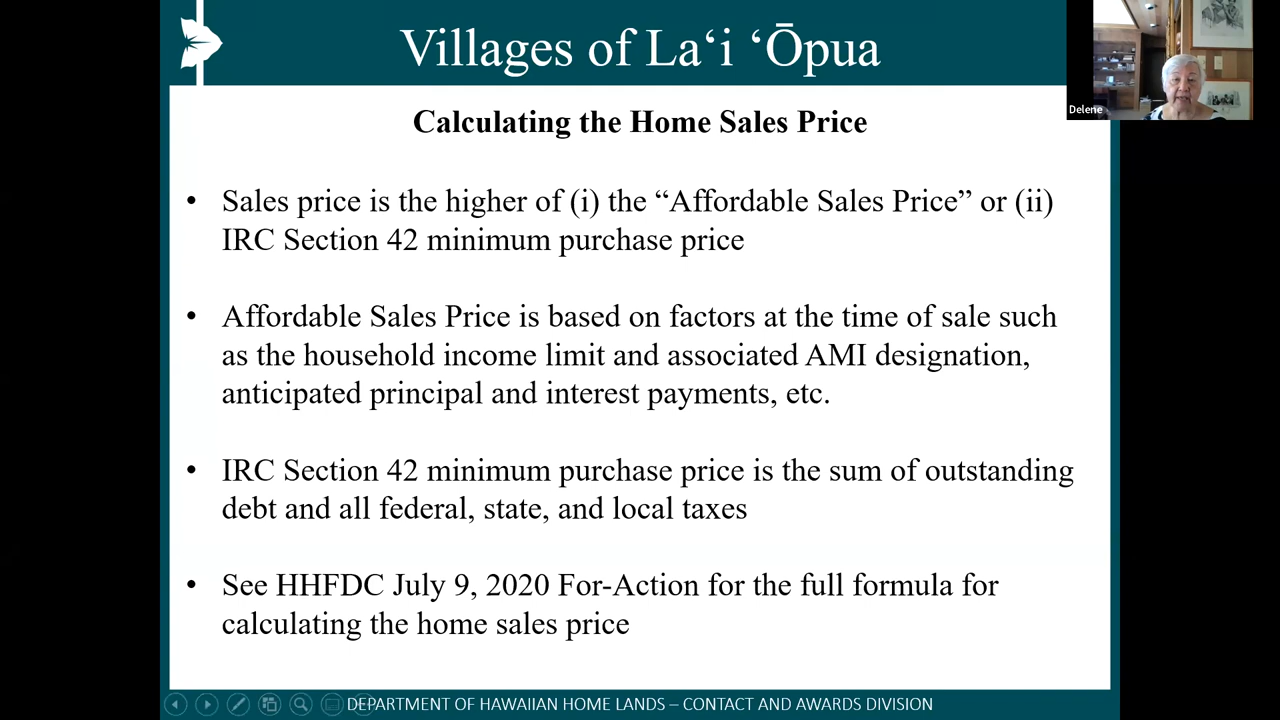 Villages of Laʻi ʻŌpua
Delene
Calculating the Home Sales Price
• Sales price is the higher of (i) the “Affordable Sales Price” or (ii)
IRC Section 42 minimum purchase price
• Affordable Sales Price is based on factors at the time of sale such
as the household income limit and associated AMI designation,
anticipated principal and interest payments, etc.
• IRC Section 42 minimum purchase price is the sum of outstanding
debt and all federal, state, and local taxes
• See HHFDC July 9, 2020 For-Action for the full formula for
calculating the home sales price
DEPARTMENT OF HAWAIIAN HOME LANDS – CONTACT AND AWARDS DIVISION